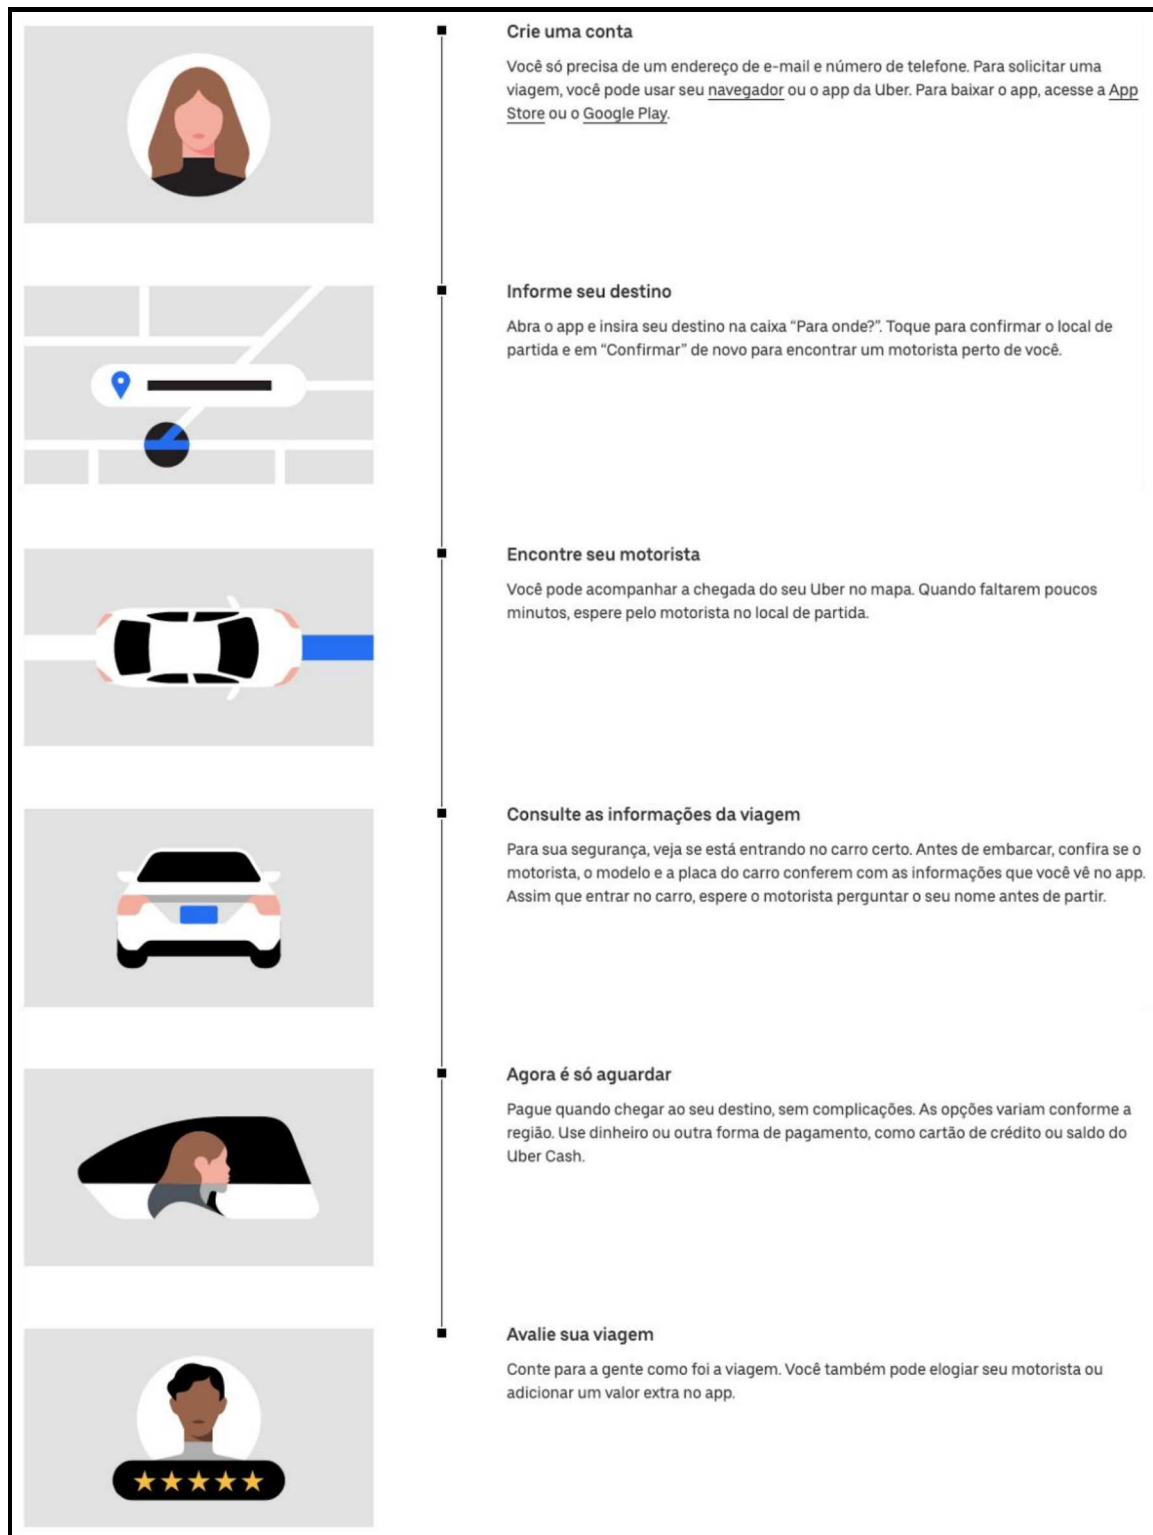 Crie uma conta
Você só precisa de um endereço de e-mail e número de telefone. Para solicitar uma
viagem, você pode usar seu navegador ou o app da Uber. Para baixar o app, acesse a App
Store ou o Google Play.
Informe seu destino
Abra o app e insira seu destino na caixa “Para onde?”. Toque para confirmar o local de
partida e em “Confirmar” de novo para encontrar um motorista perto de você.
Encontre seu motorista
Você pode acompanhar a chegada do seu Uber no mapa. Quando faltarem poucos
minutos, espere pelo motorista no local de partida.
Consulte as informações da viagem
Para sua segurança, veja se está entrando no carro certo. Antes de embarcar, confira se o
motorista, o modelo e a placa do carro conferem com as informações que você vê no app.
Assim que entrar no carro, espere o motorista perguntar o seu nome antes de partir.
Agora é só aguardar
Pague quando chegar ao seu destino, sem complicações. As opções variam conforme a
região. Use dinheiro ou outra forma de pagamento, como cartão de crédito ou saldo do
Uber Cash.
Avalie sua viagem
Conte para a gente como foi a viagem. Você também pode elogiar seu motorista ou
adicionar um valor extra no app.